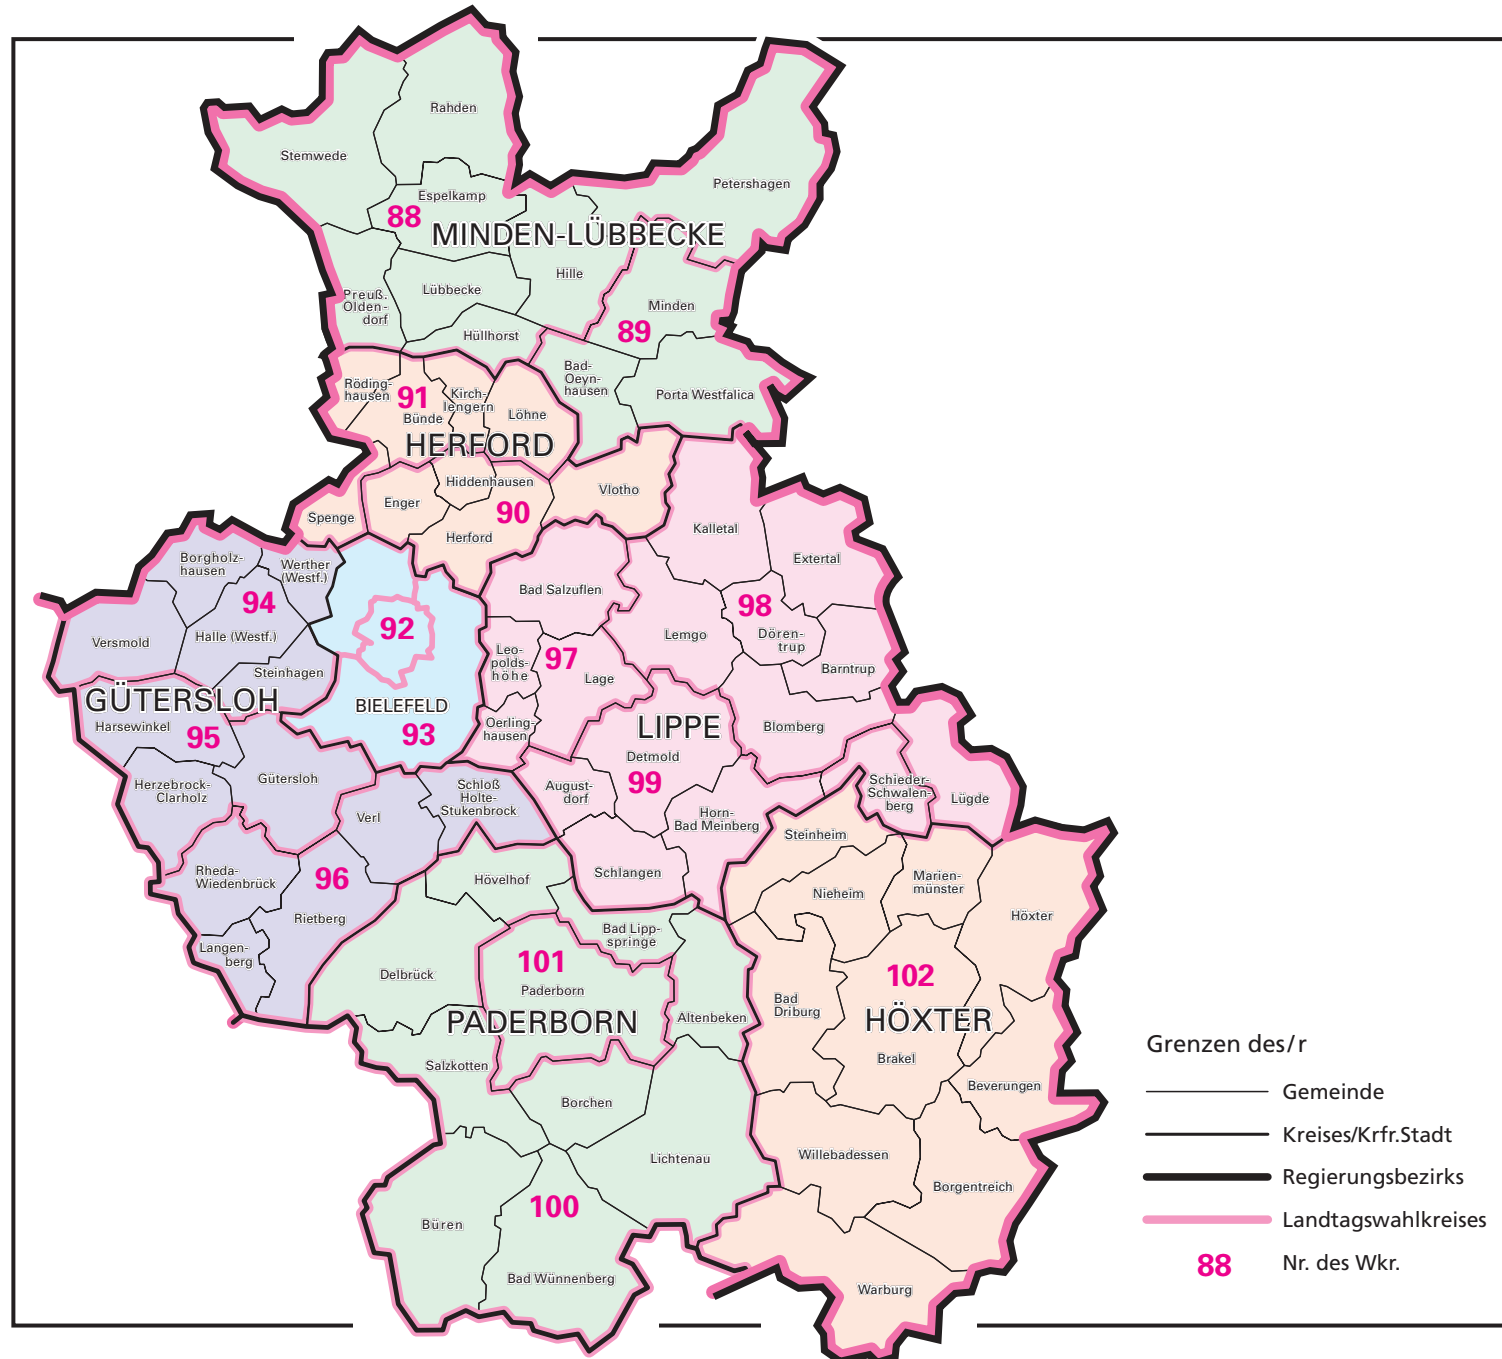 Rahden
Stemwede
Petershagen
Espelkamp
88
MINDEN-LÜBBECKE
Hille
Lübbecke
Preuß.
Olden-
dorf
Minden
89
Hüllhorst
Bad-
Oeyn-
hausen
Porta Westfalica
Röding-
hausen
91
Bünde
Kirch-
lengern
Löhne
HERFORD
Hiddenhausen
Vlotho
Enger
90
Spenge
Herford
Kalletal
Extertal
Borgholz-
hausen
Werther
(Westf.)
94
Bad Salzuflen
98
92
Versmold
Halle (Westf.)
Lemgo
Dören-
trup
Steinhagen
Leo-
polds-
höhe
97
Lage
Barntrup
GÜTERSLOH
BIELEFELD
93
Harsewinkel
95
Oerling-
hausen
LIPPE
Blomberg
Detmold
99
Gütersloh
Herzebrock-
Clarholz
Schloß
Holte-
Stukenbrock
August-
dorf
Schieder-
Schwalen-
berg
Lügde
Verl
Horn-
Bad Meinberg
Steinheim
Rheda-
Wiedenbrück
96
Schlangen
Hövelhof
Nieheim
Marien-
münster
Höxter
Rietberg
Langen-
berg
Bad Lipp-
springe
Delbrück
101
Paderborn
102
Bad
Driburg
PADERBORN
Altenbeken
HÖXTER
Salzkotten
Brakel
Beverungen
Borchen
Lichtenau
Willebadessen
Borgentreich
Büren
100
Bad Wünnenberg
Warburg
Grenzen des/r
Gemeinde
Kreises/Krfr.Stadt
Regierungsbezirks
Landtagswahlkreises
88 Nr. des Wkr.